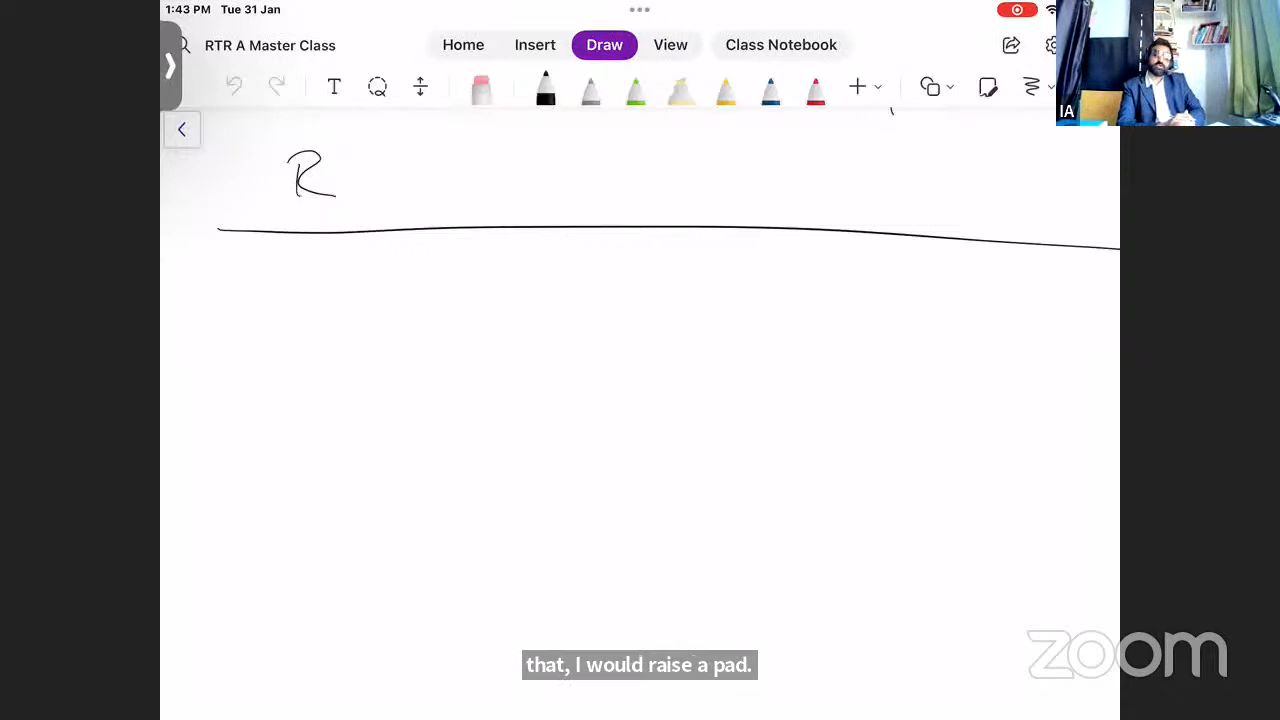 1:43 PM Tue 31 Jan
RTR A Master Class
Home Insert Draw View Class Notebook
T
IA
R
that, I would raise a pad.
zoom